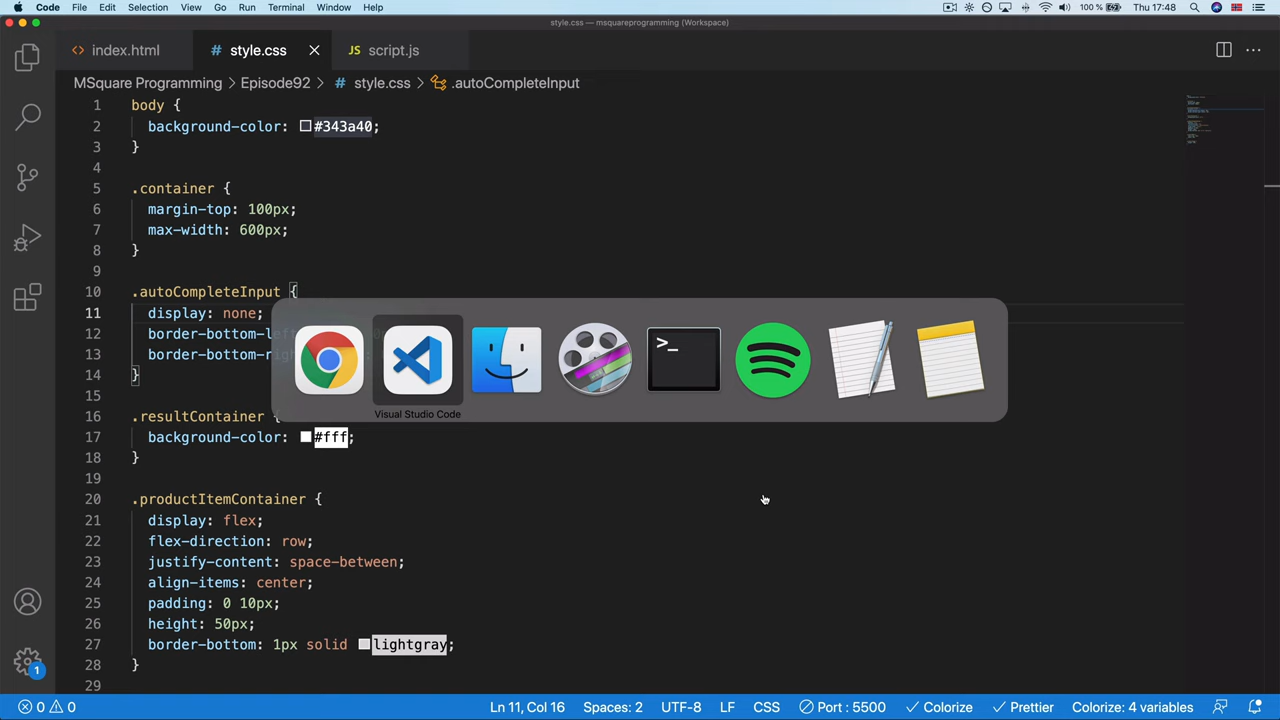 Code File Edit Selection View Go Run Terminal Window Help 100 % Thu 17:48
style.css — msquareprogramming (Workspace)
<> index.html # style.css × JS script.js ...
MSquare Programming > Episode92 > # style.css > .autoCompleteInput
1 body {
2 background-color: #343a40;
3 }
4
5 .container {
6 margin-top: 100px;
7 max-width: 600px;
8 }
9
10 .autoCompleteInput {
11 display: none;
12 border-bottom-le
13 border-bottom-r
14 }
15
16 .resultContainer {
17 background-color: #fff;
18 }
19
20 .productItemContainer {
21 display: flex;
22 flex-direction: row;
23 justify-content: space-between;
24 align-items: center;
25 padding: 0 10px;
26 height: 50px;
27 border-bottom: 1px solid lightgray;
28 }
29
>_
Visual Studio Code
1
0 0 Ln 11, Col 16 Spaces: 2 UTF-8 LF CSS Port : 5500 Colorize Prettier Colorize: 4 variables